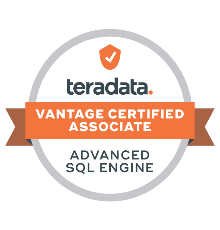 teradata.
VANTAGE CERTIFIED
ASSOCIATE
ADVANCED
SQL ENGINE